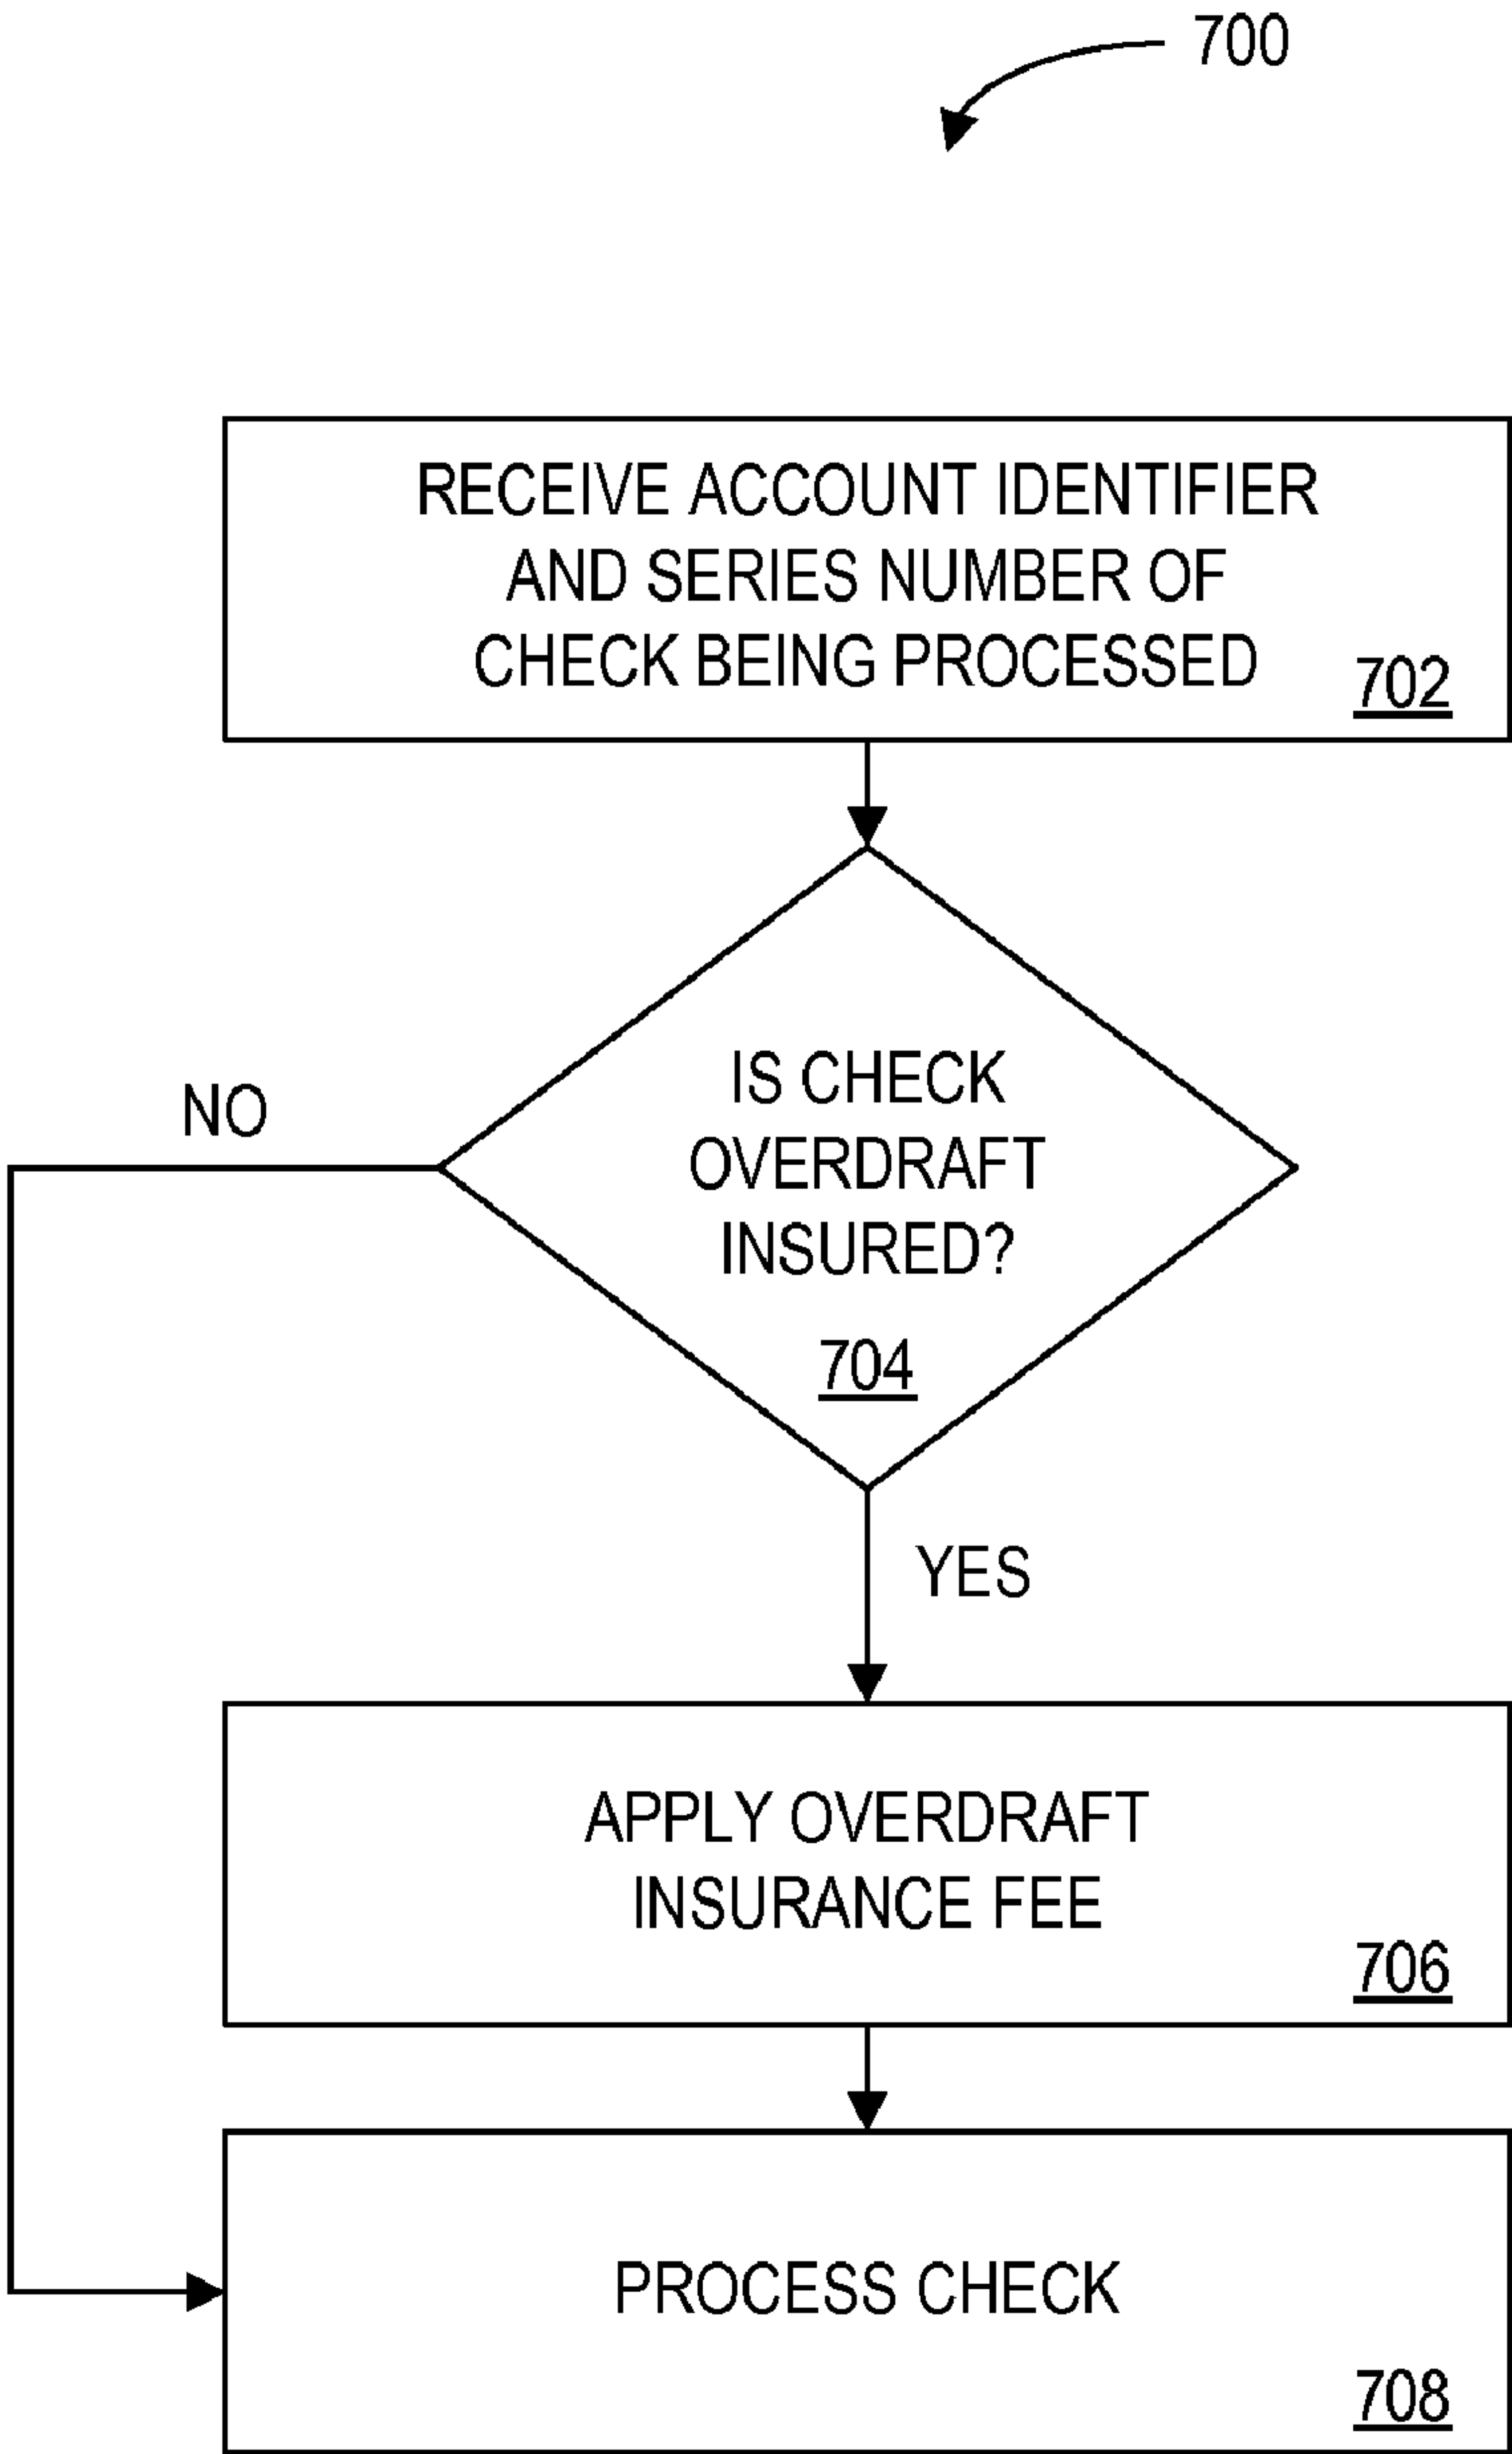 700
RECEIVE ACCOUNT IDENTIFIER
AND SERIES NUMBER OF
CHECK BEING PROCESSED
702
IS CHECK
OVERDRAFT
INSURED?
704
NO
YES
APPLY OVERDRAFT
INSURANCE FEE
706
PROCESS CHECK
708